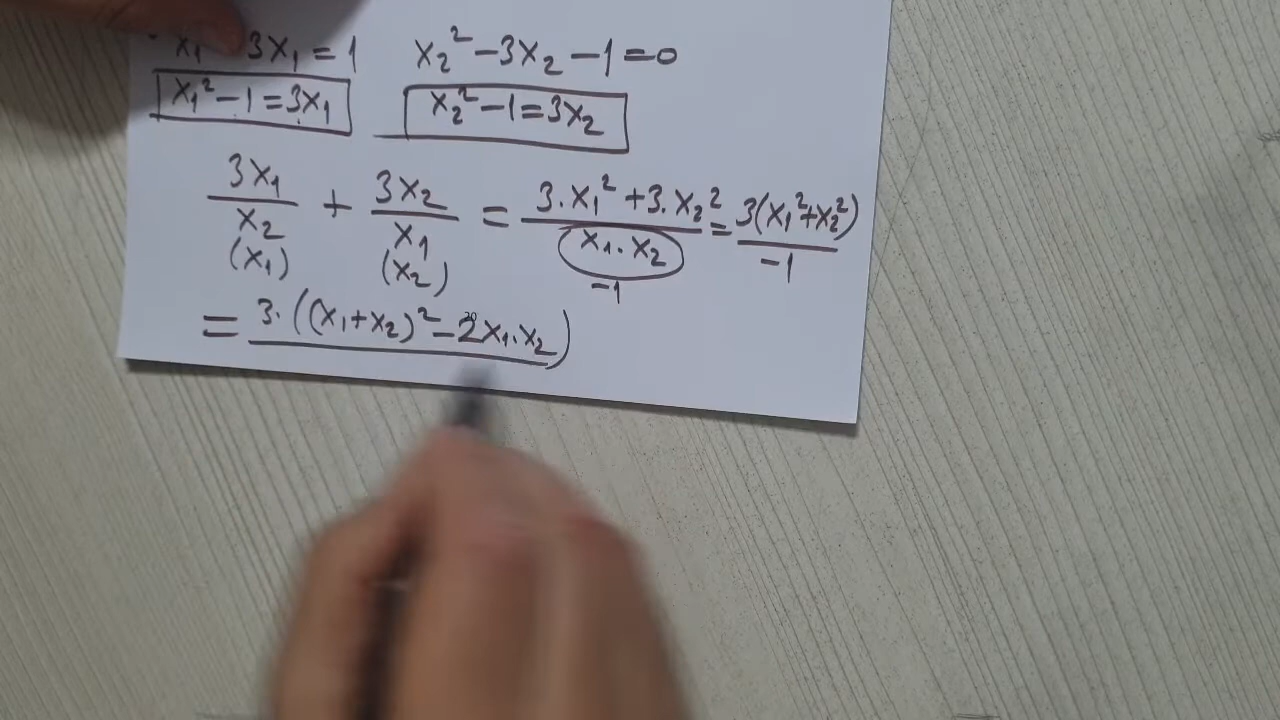 x₁ 3x₁ = 1 x₂² - 3x₂ - 1 = 0
x₁² - 1 = 3x₁ x₂² - 1 = 3x₂
3x₁/x₂ + 3x₂/x₁ = (3.x₁² + 3.x₂²)/(x₁.x₂) = 3(x₁² + x₂²)/-1
(x₁) (x₂) -1
= 3.((x₁+x₂)² - 2x₁.x₂)